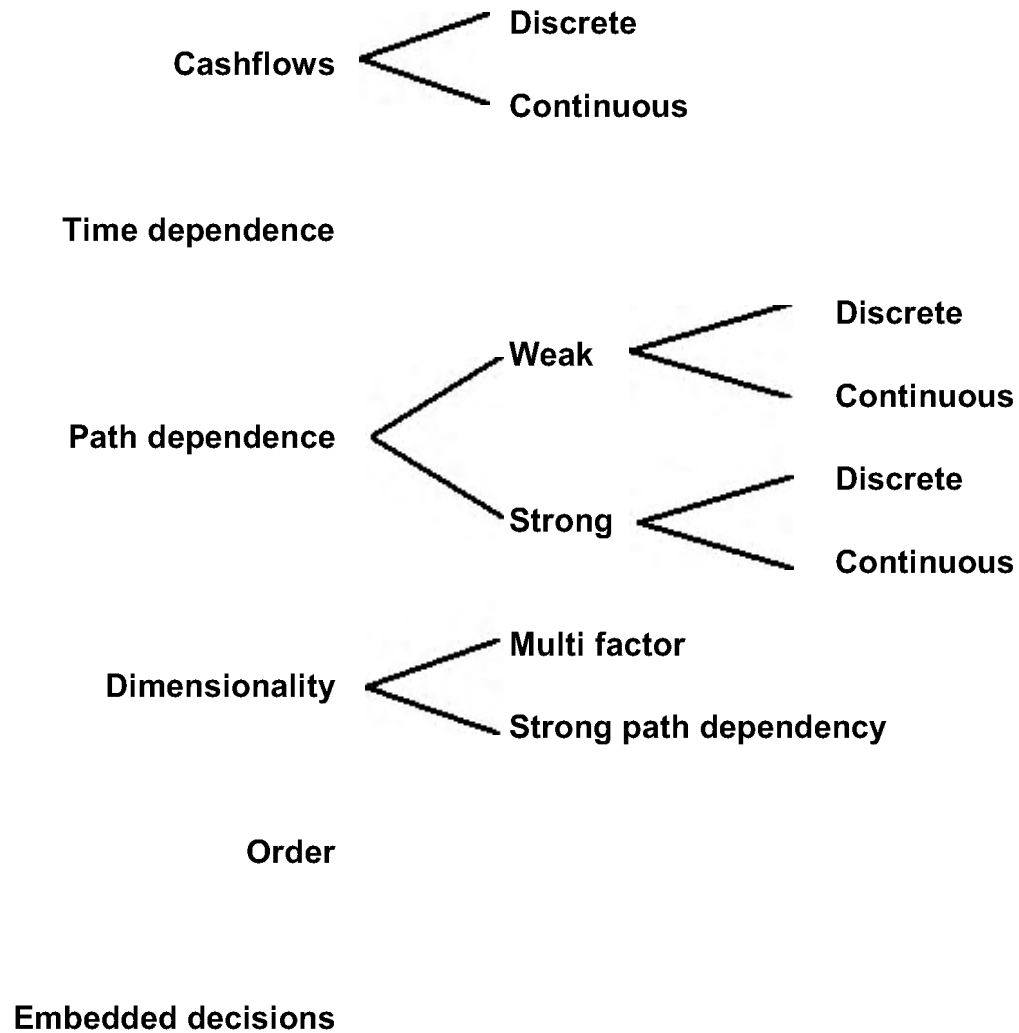 Cashflows
Discrete
Continuous
Time dependence
Path dependence
Weak
Discrete
Continuous
Strong
Discrete
Continuous
Dimensionality
Multi factor
Strong path dependency
Order
Embedded decisions